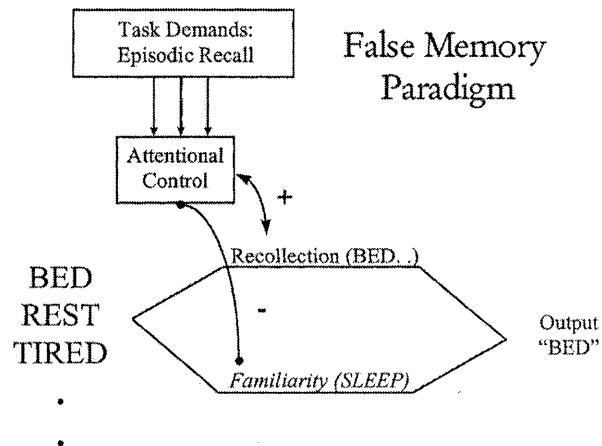 Task Demands:
Episodic Recall
False Memory
Paradigm
Attentional
Control
+
Recollection (BED. .)
BED
REST
TIRED
.
.
-
Familiarity (SLEEP)
Output
“BED”